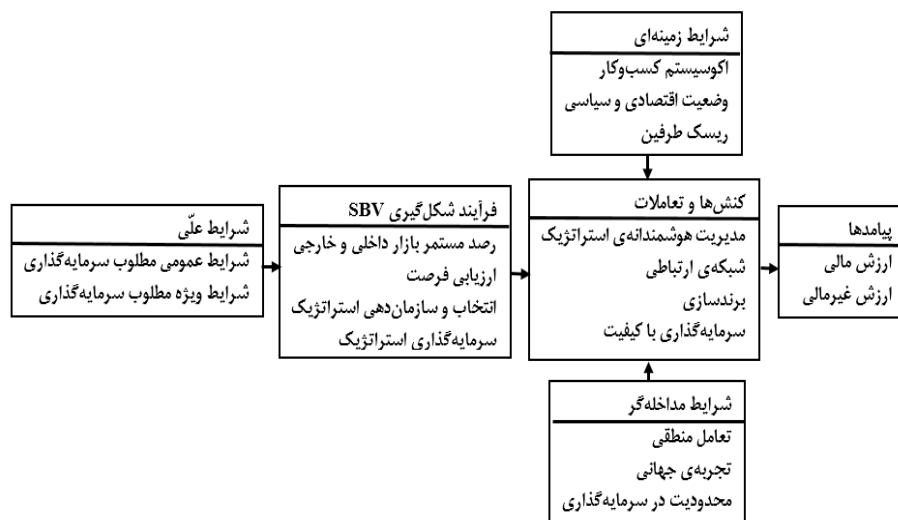 شرایط زمینه‌ای
اکوسیستم کسب‌وکار
وضعیت اقتصادی و سیاسی
ریسک طرفین
شرایط علّی
شرایط عمومی مطلوب سرمایه‌گذاری
شرایط ویژه مطلوب سرمایه‌گذاری
فرآیند شکل‌گیری SBV
رصد مستمر بازار داخلی و خارجی
ارزیابی فرصت
انتخاب و سازمان‌دهی استراتژیک
سرمایه‌گذاری استراتژیک
کنش‌ها و تعاملات
مدیریت هوشمندانه‌ی استراتژیک
شبکه‌ی ارتباطی
برندسازی
سرمایه‌گذاری با کیفیت
پیامدها
ارزش مالی
ارزش غیرمالی
شرایط مداخله‌گر
تعامل منطقی
تجربه‌ی جهانی
محدودیت در سرمایه‌گذاری